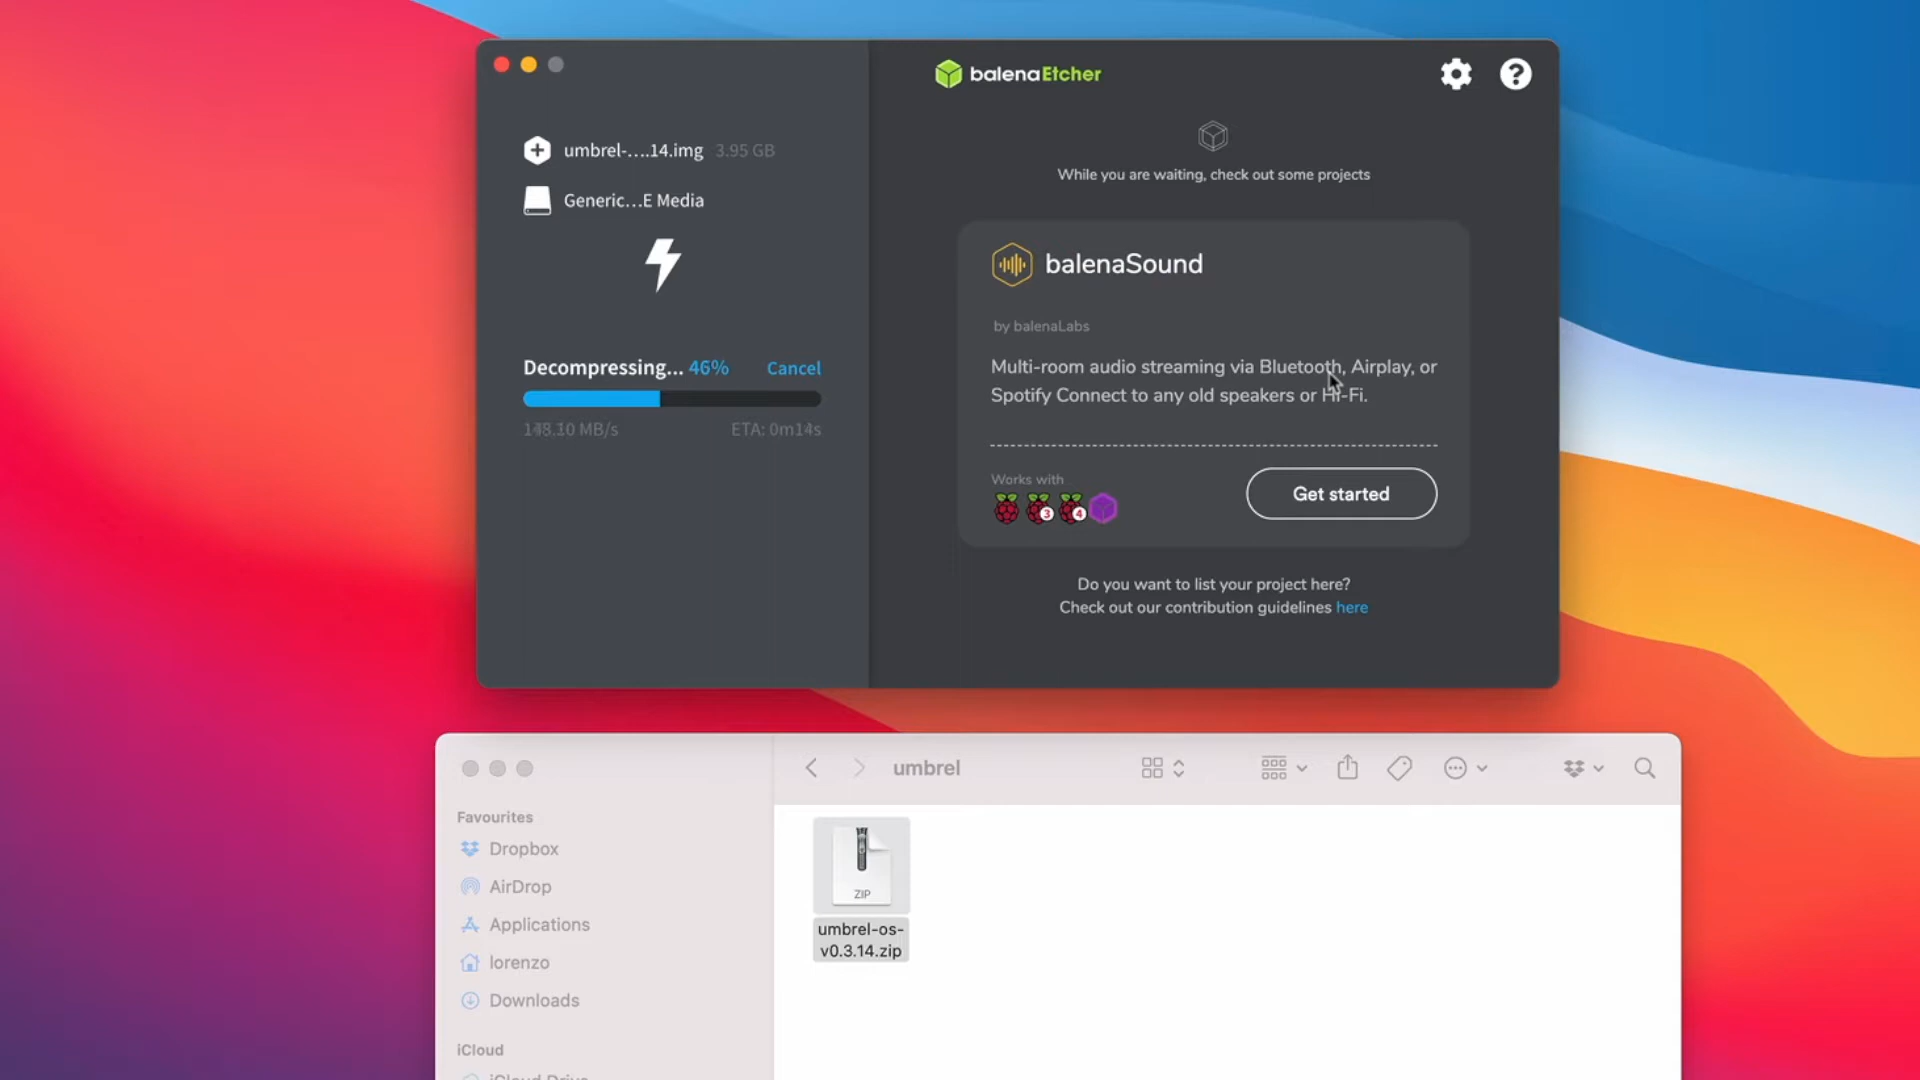 balenaEtcher
umbrel-....14.img 3.95 GB
Generic...E Media
Decompressing... 46% Cancel
148.10 MB/s ETA: 0m14s
While you are waiting, check out some projects
balenaSound
by balenaLabs
Multi-room audio streaming via Bluetooth, Airplay, or
Spotify Connect to any old speakers or Hi-Fi.
Works with
3
4
Get started
Do you want to list your project here?
Check out our contribution guidelines here
umbrel
Favourites
Dropbox
AirDrop
Applications
lorenzo
Downloads
iCloud
iCloud Drive
ZIP
umbrel-os-
v0.3.14.zip